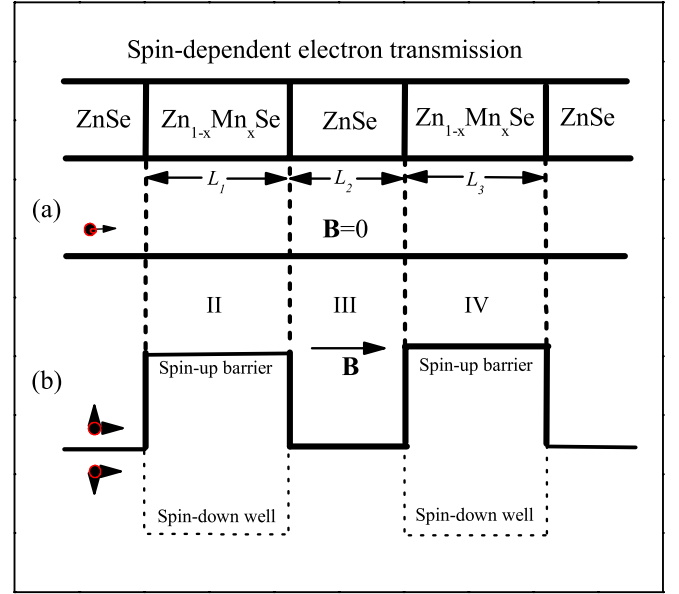 Spin-dependent electron transmission
ZnSe Zn1-xMnxSe ZnSe Zn1-xMnxSe ZnSe
L1 L2 L3
(a) B=0
II III IV
B
Spin-up barrier Spin-up barrier
(b)
Spin-down well Spin-down well